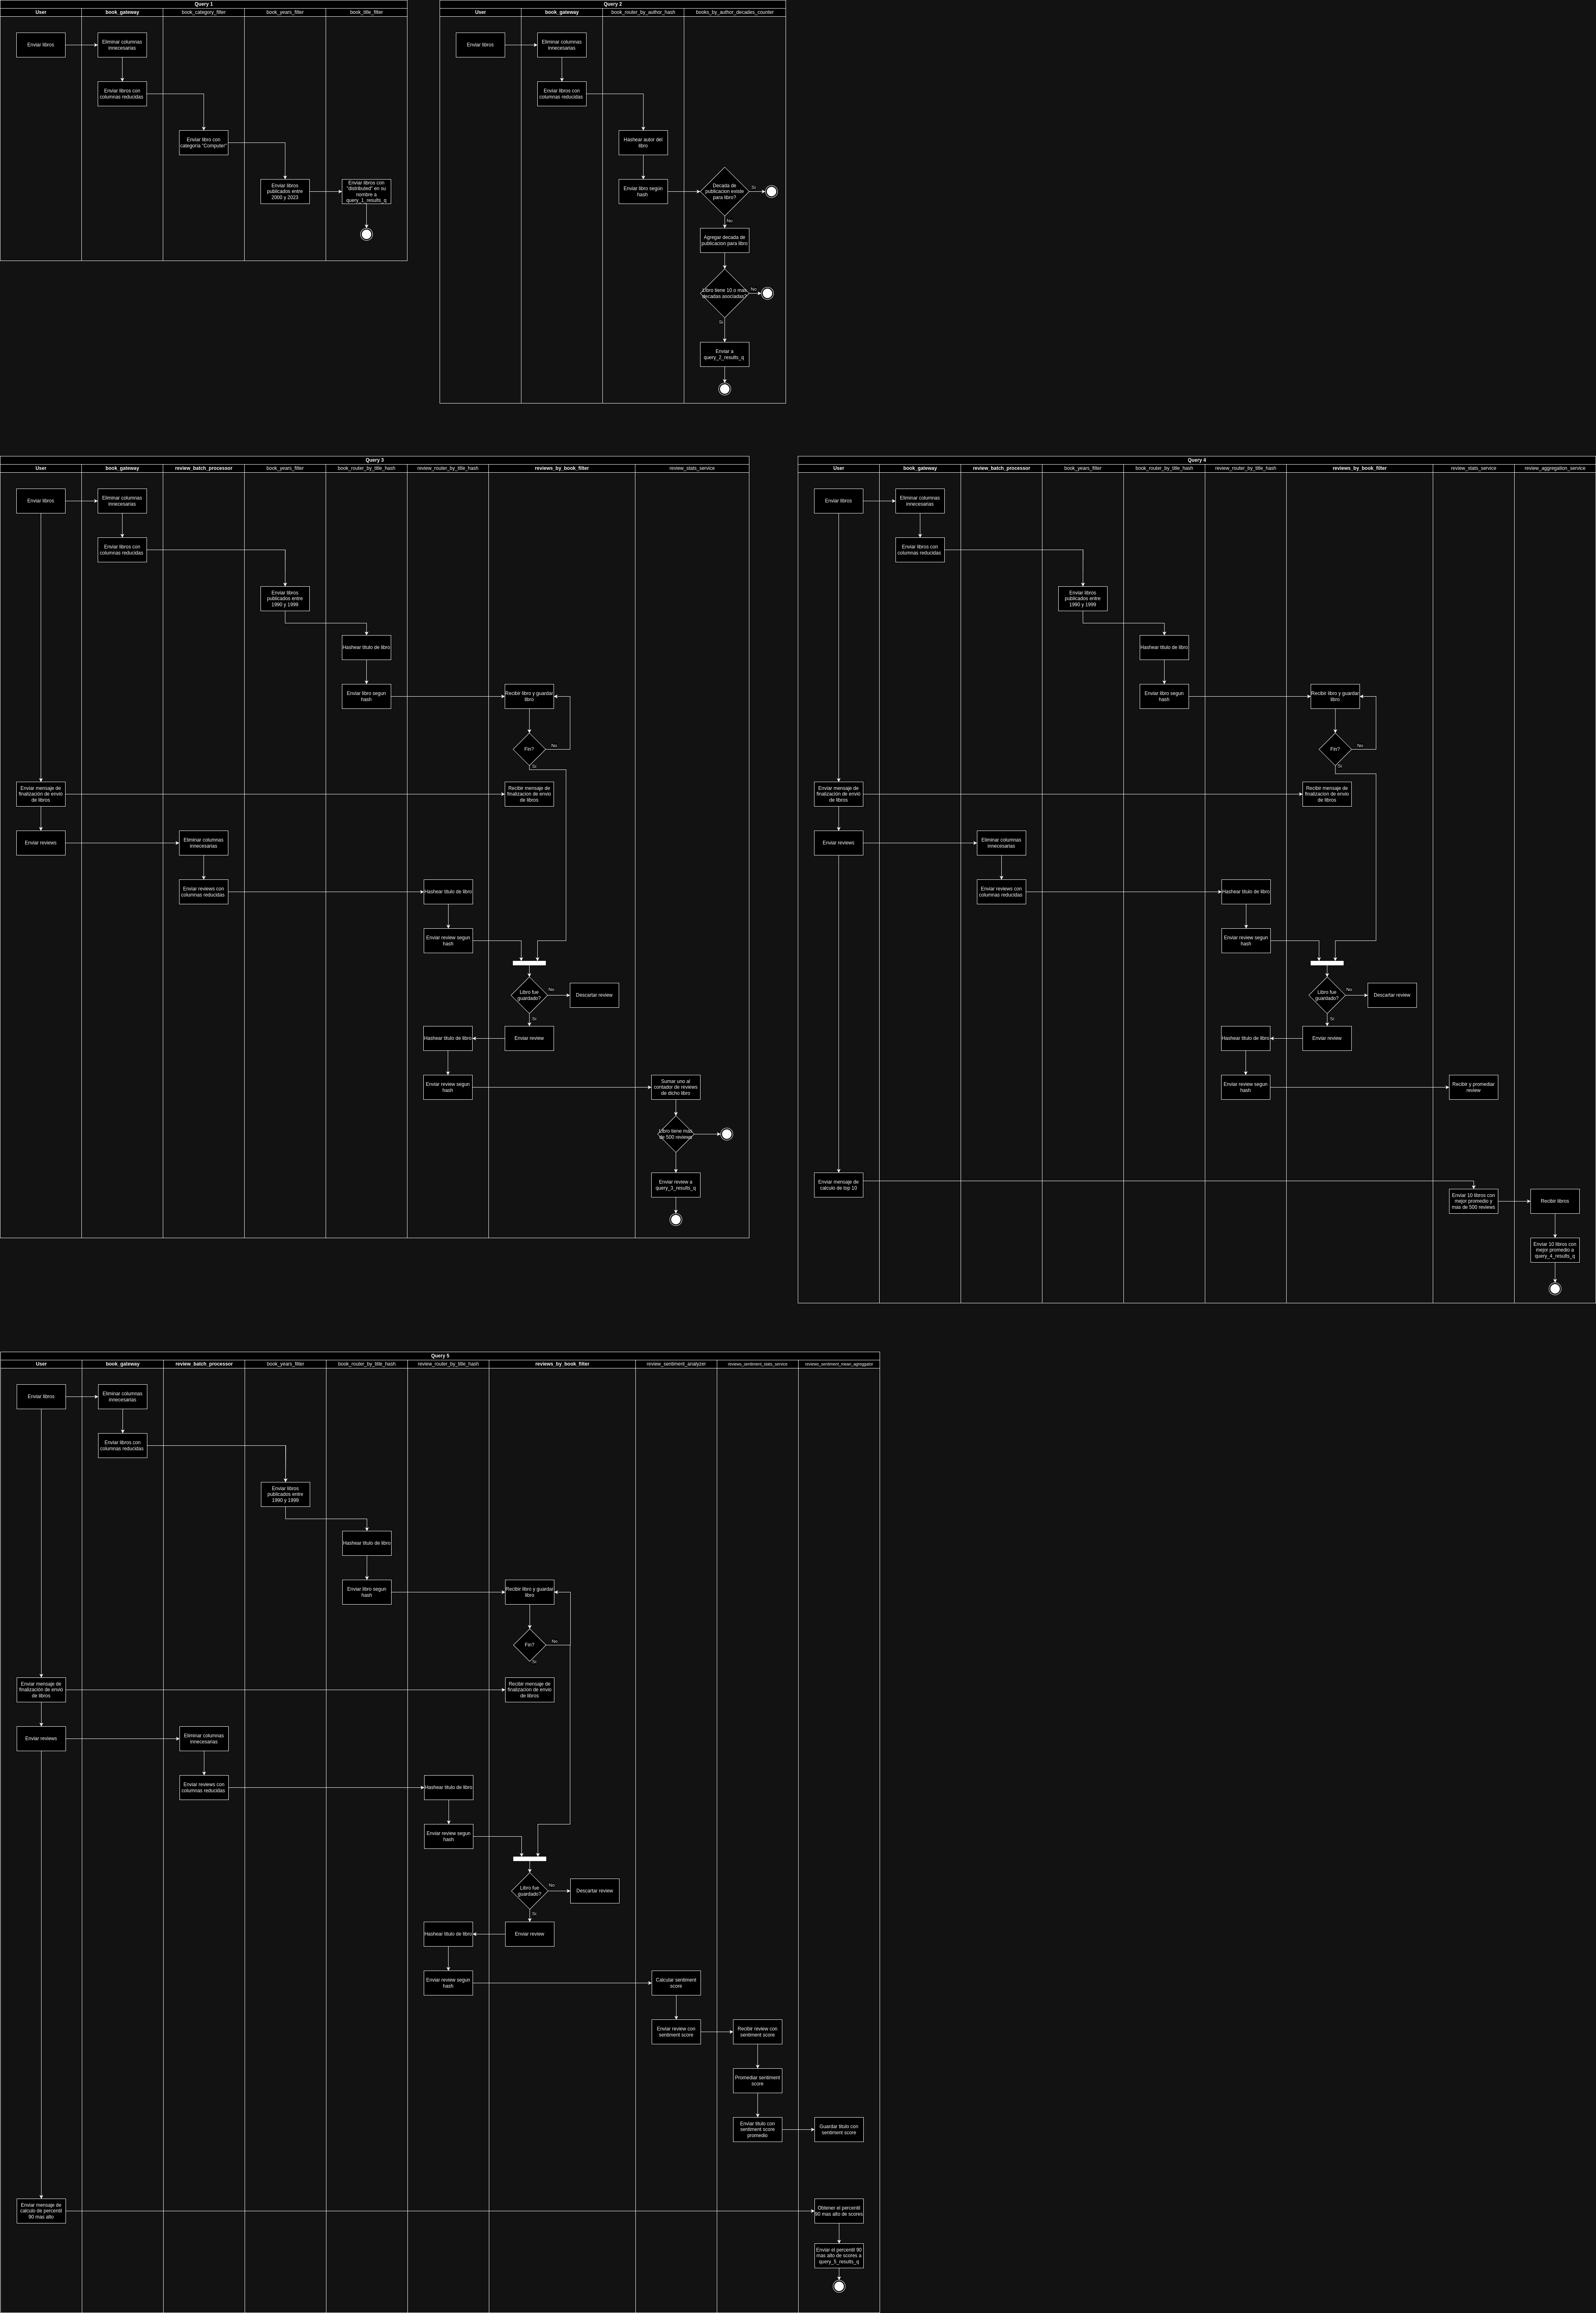 Query 1
User
book_gateway
book_category_filter
book_years_filter
book_title_filter
Enviar libros
Eliminar columnas
innecesarias
Enviar libros con
columnas reducidas
Enviar libro con
categoria "Computer"
Enviar libros
publicados entre
2000 y 2023
Enviar libros con
"distributed" en su
nombre a
query_1_results_q
Query 2
User
book_gateway
book_router_by_author_hash
books_by_author_decades_counter
Enviar libros
Eliminar columnas
innecesarias
Enviar libros con
columnas reducidas
Hashear autor del
libro
Enviar libro según
hash
Decada de
publicacion existe
para libro?
Si
No
Agregar decada de
publicacion para libro
Libro tiene 10 o mas
decadas asociadas?
No
Si
Enviar a
query_2_results_q
Query 3
User
book_gateway
review_batch_processor
book_years_filter
book_router_by_title_hash
review_router_by_title_hash
reviews_by_book_filter
review_stats_service
Enviar libros
Eliminar columnas
innecesarias
Enviar libros con
columnas reducidas
Enviar libros
publicados entre
1990 y 1999
Hashear titulo de libro
Enviar libro segun
hash
Recibir libro y guardar
libro
Fin?
No
Si
Enviar mensaje de
finalización de envió
de libros
Recibir mensaje de
finalizacion de envio
de libros
Enviar reviews
Eliminar columnas
innecesarias
Enviar reviews con
columnas reducidas
Hashear titulo de libro
Enviar review segun
hash
Libro fue
guardado?
No
Descartar review
Si
Hashear titulo de libro
Enviar review
Enviar review segun
hash
Sumar uno al
contador de reviews
de dicho libro
Libro tiene mas
de 500 reviews
Enviar review a
query_3_results_q
Query 4
User
book_gateway
review_batch_processor
book_years_filter
book_router_by_title_hash
review_router_by_title_hash
reviews_by_book_filter
review_stats_service
review_aggregation_service
Enviar libros
Eliminar columnas
innecesarias
Enviar libros con
columnas reducidas
Enviar libros
publicados entre
1990 y 1999
Hashear titulo de libro
Enviar libro segun
hash
Recibir libro y guardar
libro
Fin?
No
Si
Enviar mensaje de
finalización de envió
de libros
Recibir mensaje de
finalizacion de envio
de libros
Enviar reviews
Eliminar columnas
innecesarias
Enviar reviews con
columnas reducidas
Hashear titulo de libro
Enviar review segun
hash
Libro fue
guardado?
No
Descartar review
Si
Hashear titulo de libro
Enviar review
Enviar review segun
hash
Recibir y promediar
review
Enviar mensaje de
calculo de top 10
Enviar 10 libros con
mejor promedio y
mas de 500 reviews
Recibir libros
Enviar 10 libros con
mejor promedio a
query_4_results_q
Query 5
User
book_gateway
review_batch_processor
book_years_filter
book_router_by_title_hash
review_router_by_title_hash
reviews_by_book_filter
review_sentiment_analyzer
reviews_sentiment_stats_service
reviews_sentiment_mean_agreggator
Enviar libros
Eliminar columnas
innecesarias
Enviar libros con
columnas reducidas
Enviar libros
publicados entre
1990 y 1999
Hashear titulo de libro
Enviar libro segun
hash
Recibir libro y guardar
libro
Fin?
No
Si
Enviar mensaje de
finalización de envió
de libros
Recibir mensaje de
finalizacion de envio
de libros
Enviar reviews
Eliminar columnas
innecesarias
Enviar reviews con
columnas reducidas
Hashear titulo de libro
Enviar review segun
hash
Libro fue
guardado?
No
Descartar review
Si
Hashear titulo de libro
Enviar review
Enviar review segun
hash
Calcular sentiment
score
Enviar review con
sentiment score
Recibir review con
sentiment score
Promediar sentiment
score
Enviar titulo con
sentiment score
promedio
Guardar titulo con
sentiment score
Enviar mensaje de
calculo de percentil
90 mas alto
Obtener el percentil
90 mas alto de scores
Enviar el percentil 90
mas alto de scores a
query_5_results_q